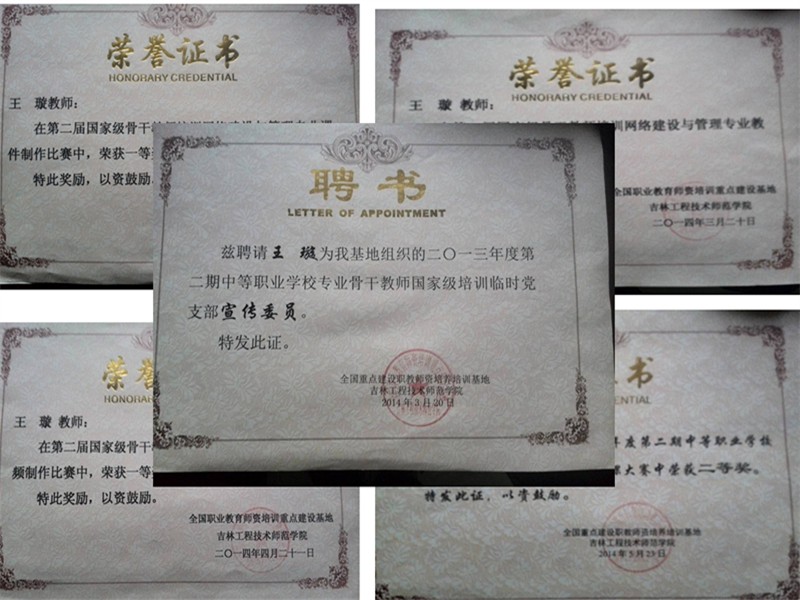 荣誉证书
HONORARY CREDENTIAL
王 璇教师：
在第二届国家级骨干
件制作比赛中，荣获一等
特此奖励，以资鼓励
荣誉证书
HONORARY CREDENTIAL
王 璇 教师：
训网络建设与管理专业教
全国职业教育师资培训重点建设基地
吉林工程技术师范学院
二〇一四年三月二十日
聘书
LETTER OF APPOINTMENT
兹聘请王 璇为我基地组织的二〇一三年度第
二期中等职业学校专业骨干教师国家级培训临时党
支部宣传委员。
特发此证。
全国重点建设职教师资培养培训基地
吉林工程技术师范学院
2014年3月20日
荣
HONORAR
王 璇 教师：
在第二届国家级骨干
频制作比赛中，荣获一等
特此奖励，以资鼓励。
全国职业教育师资培训重点建设基地
吉林工程技术师范学院
二〇一四年四月二十一日
证书
CREDENTIAL
年度第二期中等职业学校
大赛中荣获二等奖。
特发此证，以资鼓励。
全国重点建设职教师资培养培训基地
吉林工程技术师范学院
2014年5月23日